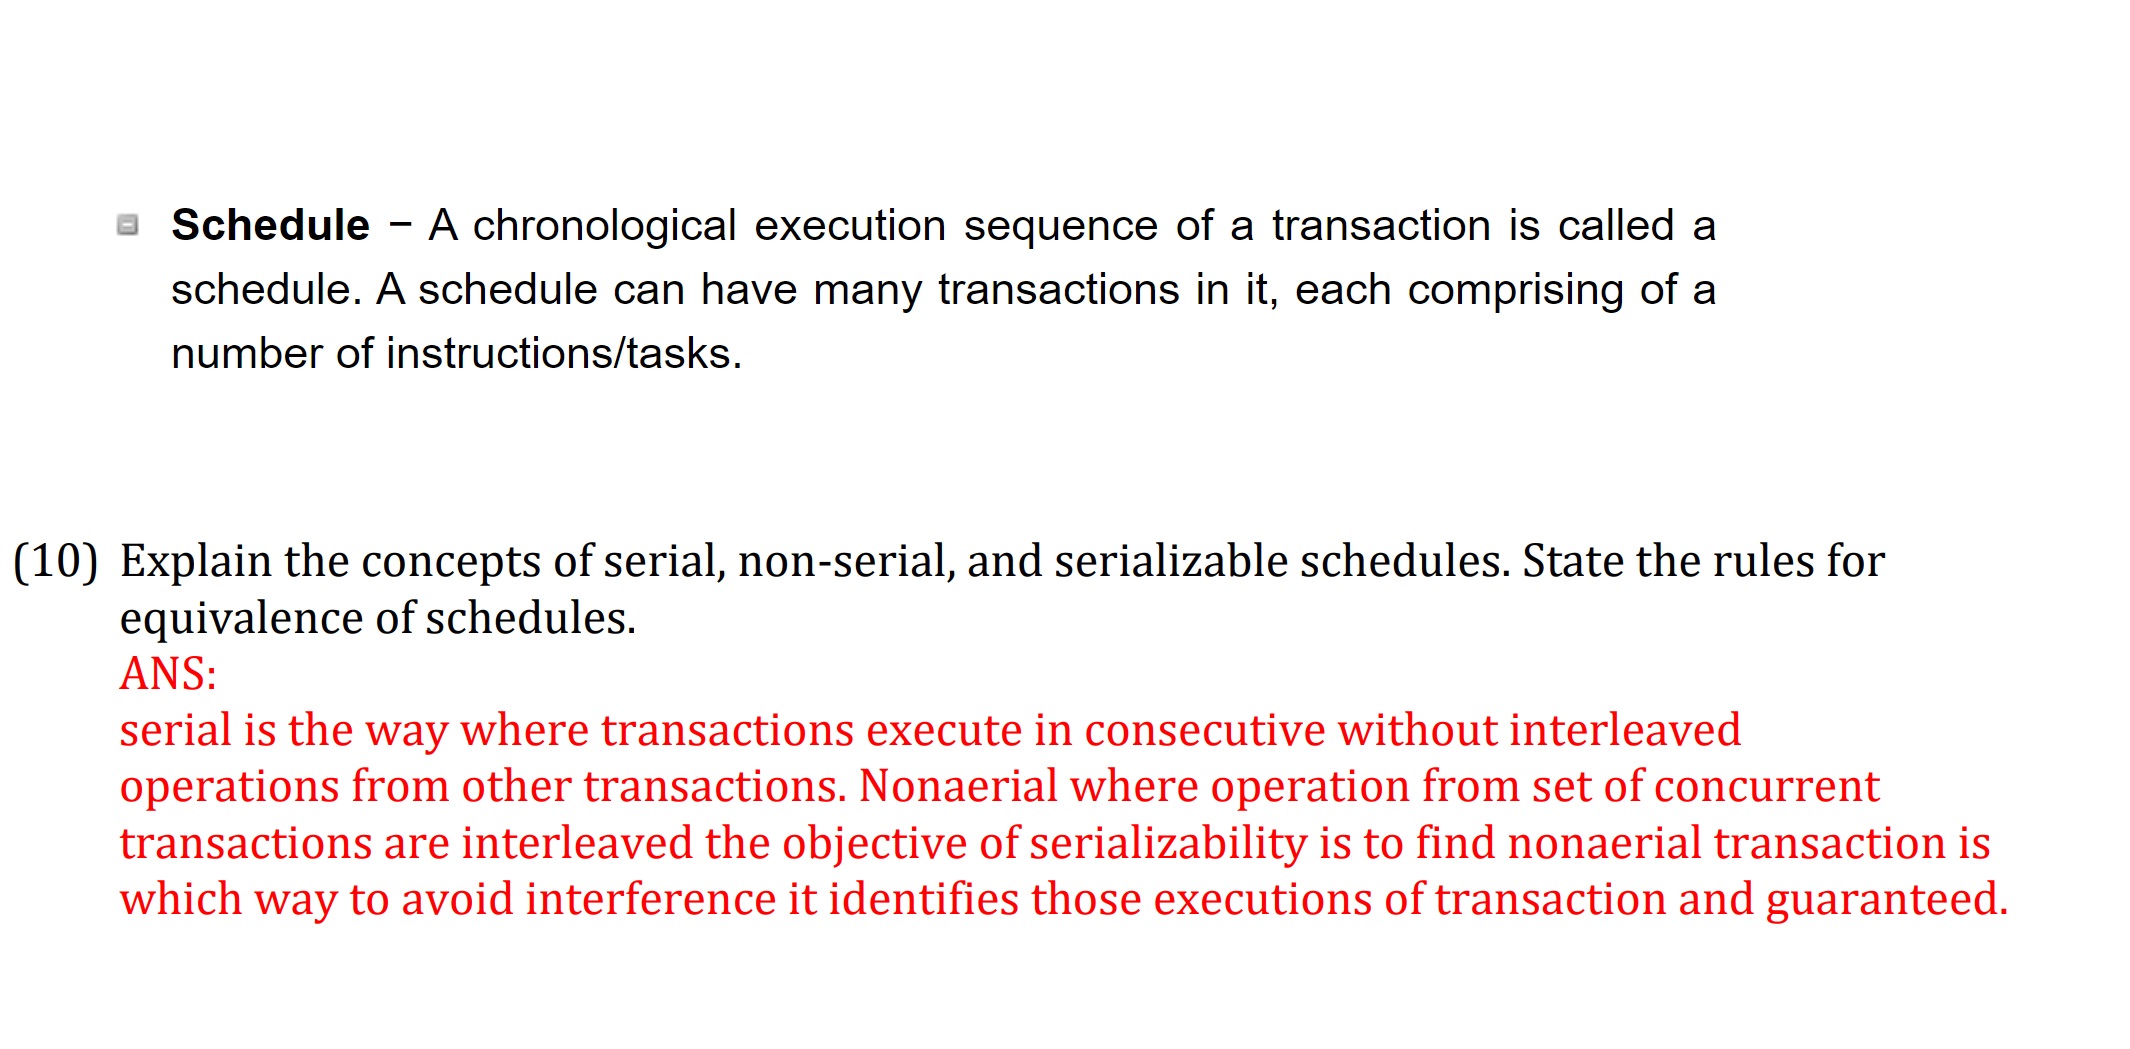 Schedule − A chronological execution sequence of a transaction is called a
schedule. A schedule can have many transactions in it, each comprising of a
number of instructions/tasks.
(10) Explain the concepts of serial, non-serial, and serializable schedules. State the rules for
equivalence of schedules.
ANS:
serial is the way where transactions execute in consecutive without interleaved
operations from other transactions. Nonaerial where operation from set of concurrent
transactions are interleaved the objective of serializability is to find nonaerial transaction is
which way to avoid interference it identifies those executions of transaction and guaranteed.